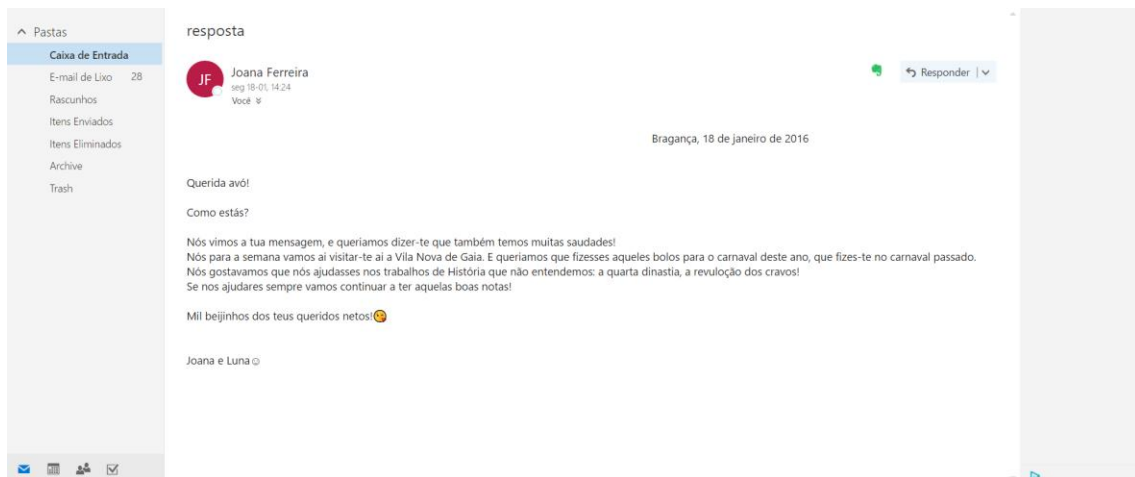 Pastas
Caixa de Entrada
E-mail de Lixo 28
Rascunhos
Itens Enviados
Itens Eliminados
Archive
Trash
resposta
JF
Joana Ferreira
seg 18-01, 14:24
Você
Responder
Bragança, 18 de janeiro de 2016
Querida avó!
Como estás?
Nós vimos a tua mensagem, e queriamos dizer-te que também temos muitas saudades!
Nós para a semana vamos ai visitar-te ai a Vila Nova de Gaia. E queriamos que fizesses aqueles bolos para o carnaval deste ano, que fizes-te no carnaval passado.
Nós gostavamos que nós ajudasses nos trabalhos de História que não entendemos: a quarta dinastia, a revuloção dos cravos!
Se nos ajudares sempre vamos continuar a ter aquelas boas notas!
Mil beijinhos dos teus queridos netos!😘
Joana e Luna☺